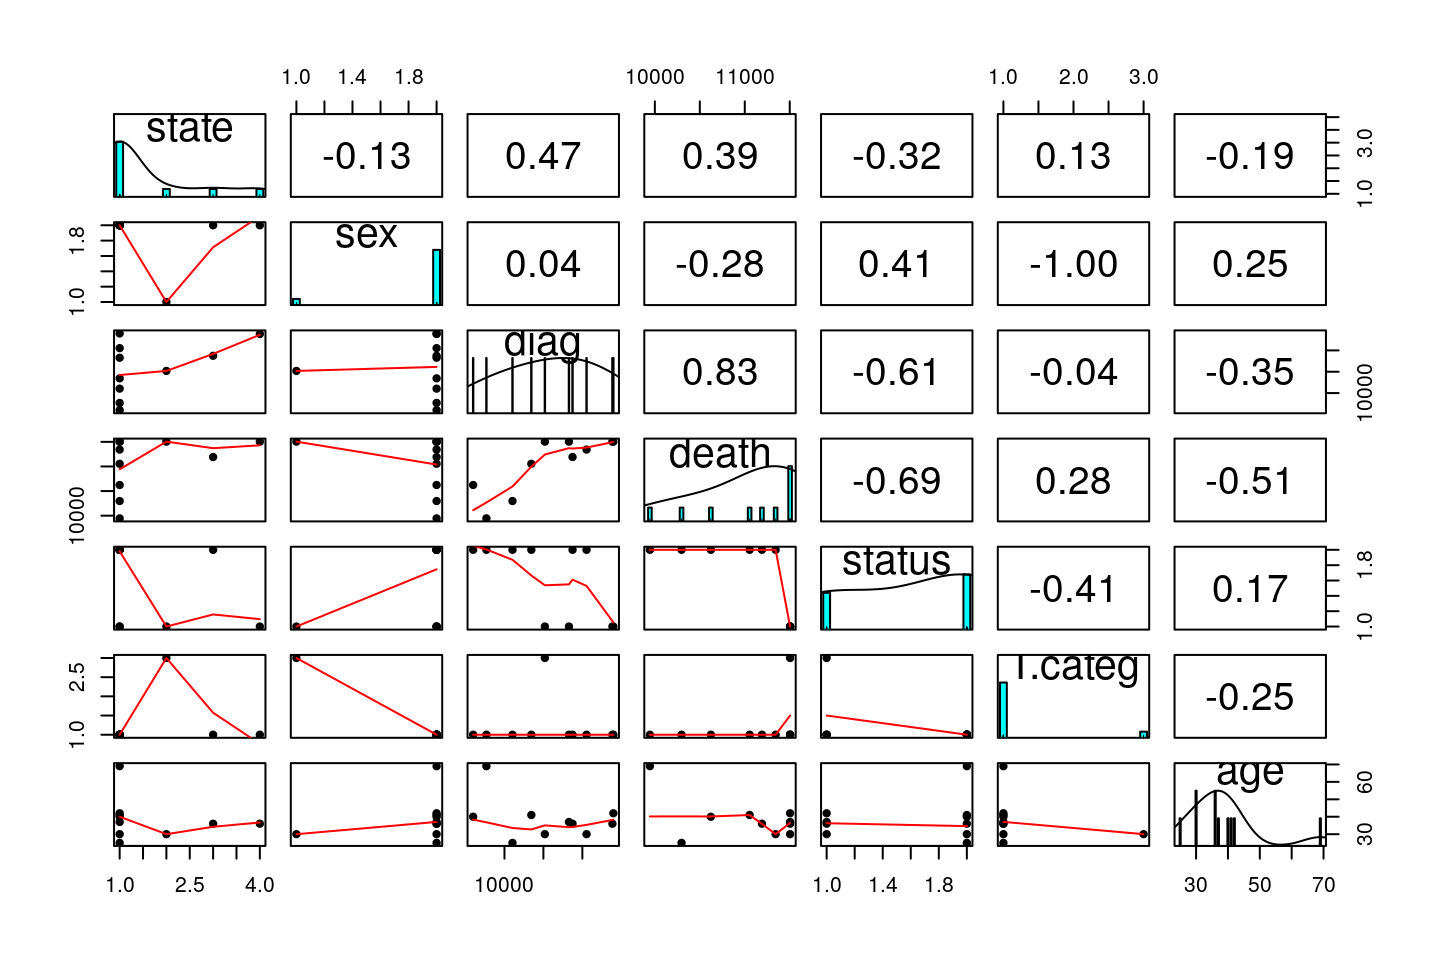 1.0 1.4 1.8 10000 11000 1.0 2.0 3.0
state -0.13 0.47 0.39 -0.32 0.13 -0.19 1.0 3.0
1.0 1.8 sex 0.04 -0.28 0.41 -1.00 0.25
diag 0.83 -0.61 -0.04 -0.35 10000
10000 death -0.69 0.28 -0.51
status -0.41 0.17 1.0 1.8
1.0 2.5 T.categ -0.25
age 30 60
1.0 2.5 4.0 10000 1.0 1.4 1.8 30 50 70